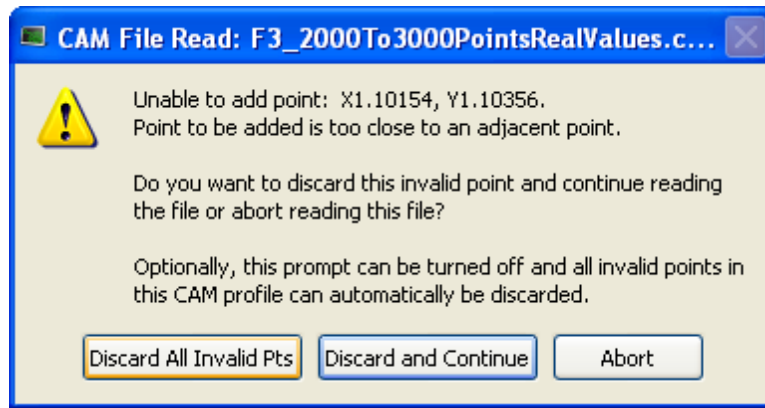 CAM File Read: F3_2000To3000PointsRealValues.c...
Unable to add point: X1.10154, Y1.10356.
Point to be added is too close to an adjacent point.
Do you want to discard this invalid point and continue reading
the file or abort reading this file?
Optionally, this prompt can be turned off and all invalid points in
this CAM profile can automatically be discarded.
Discard All Invalid Pts
Discard and Continue
Abort